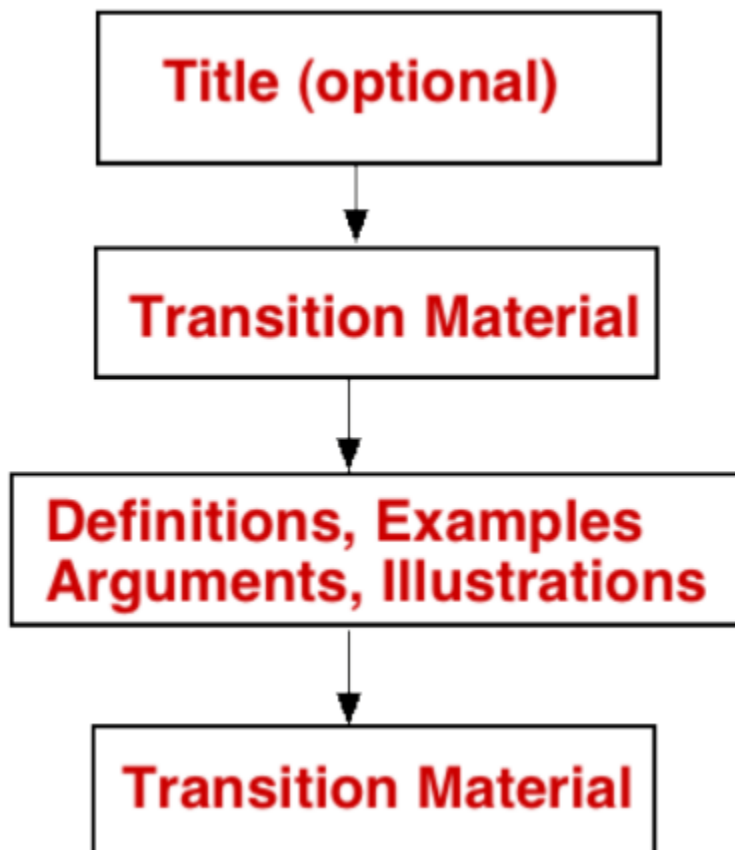 Title (optional)
Transition Material
Definitions, Examples
Arguments, Illustrations
Transition Material